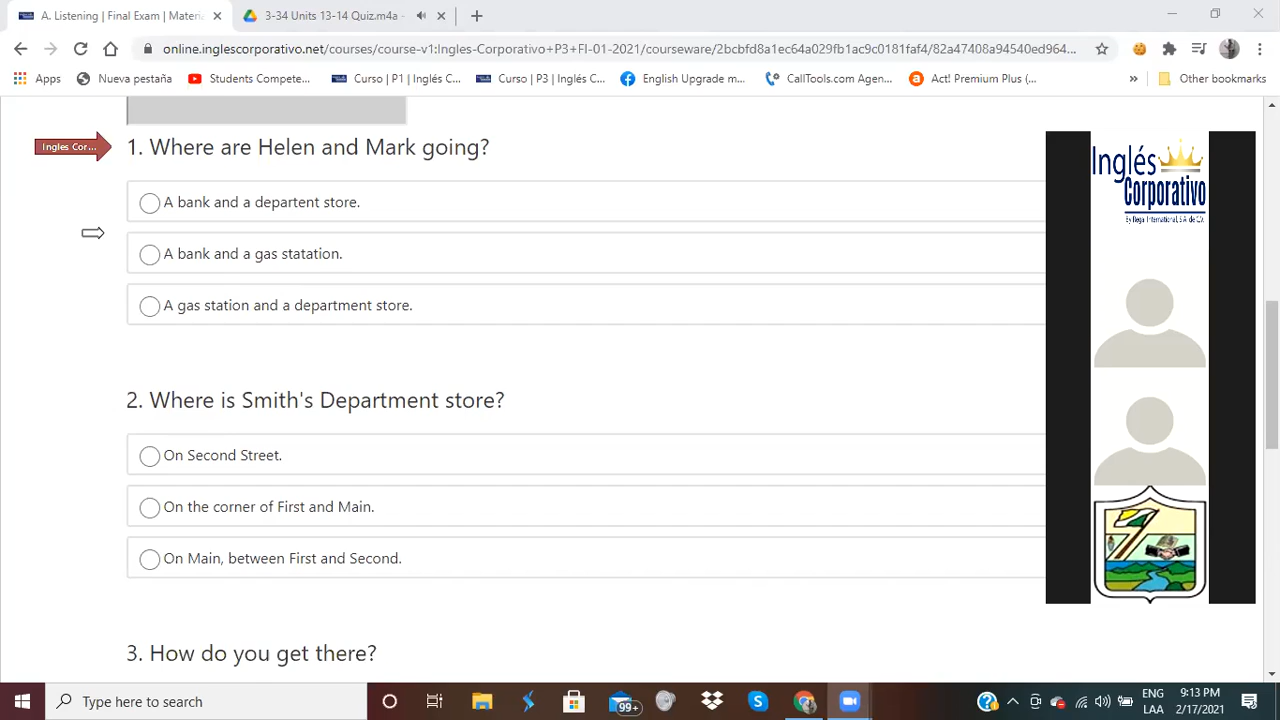 A. Listening | Final Exam | Materi
3-34 Units 13-14 Quiz.m4a -
online.inglescorporativo.net/courses/course-v1:Ingles-Corporativo+P3+FI-01-2021/courseware/2bcbfd8a1ec64a029fb1ac9c0181faf4/82a47408a94540ed964...
Apps
Nueva pestaña
Students Compete...
Curso | P1 | Inglés C...
Curso | P3 | Inglés C...
English Upgrade m...
CallTools.com Agen...
Act! Premium Plus (...
»
Other bookmarks
Ingles Cor...
1. Where are Helen and Mark going?
A bank and a departent store.
A bank and a gas statation.
A gas station and a department store.
2. Where is Smith's Department store?
On Second Street.
On the corner of First and Main.
On Main, between First and Second.
3. How do you get there?
Inglés
Corporativo
By Regal International, S.A. de C.V.
Type here to search
99+
ENG
LAA
9:13 PM
2/17/2021